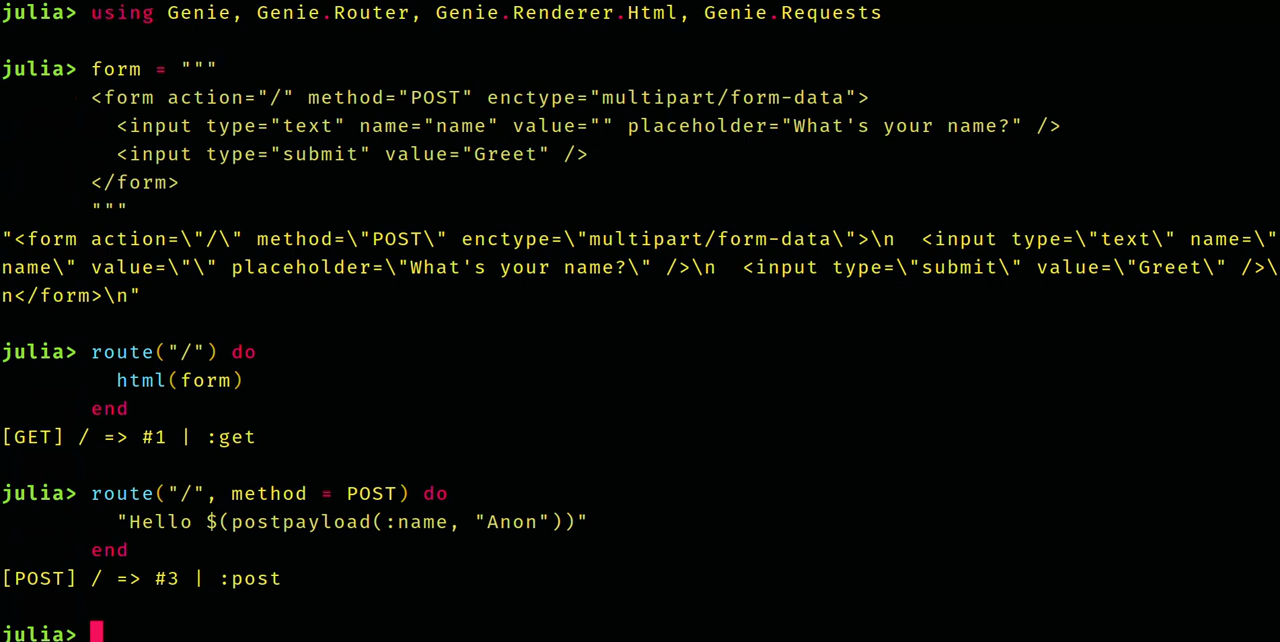 julia> using Genie, Genie.Router, Genie.Renderer.Html, Genie.Requests
julia> form = """
<form action="/" method="POST" enctype="multipart/form-data">
<input type="text" name="name" value="" placeholder="What's your name?" />
<input type="submit" value="Greet" />
</form>
"""
"<form action=\"/\" method=\"POST\" enctype=\"multipart/form-data\">\n  <input type=\"text\" name=\"
name\" value=\"\" placeholder=\"What's your name?\" />\n  <input type=\"submit\" value=\"Greet\" />\
n</form>\n"
julia> route("/") do
html(form)
end
[GET] / => #1 | :get
julia> route("/", method = POST) do
"Hello $(postpayload(:name, "Anon"))"
end
[POST] / => #3 | :post
julia>